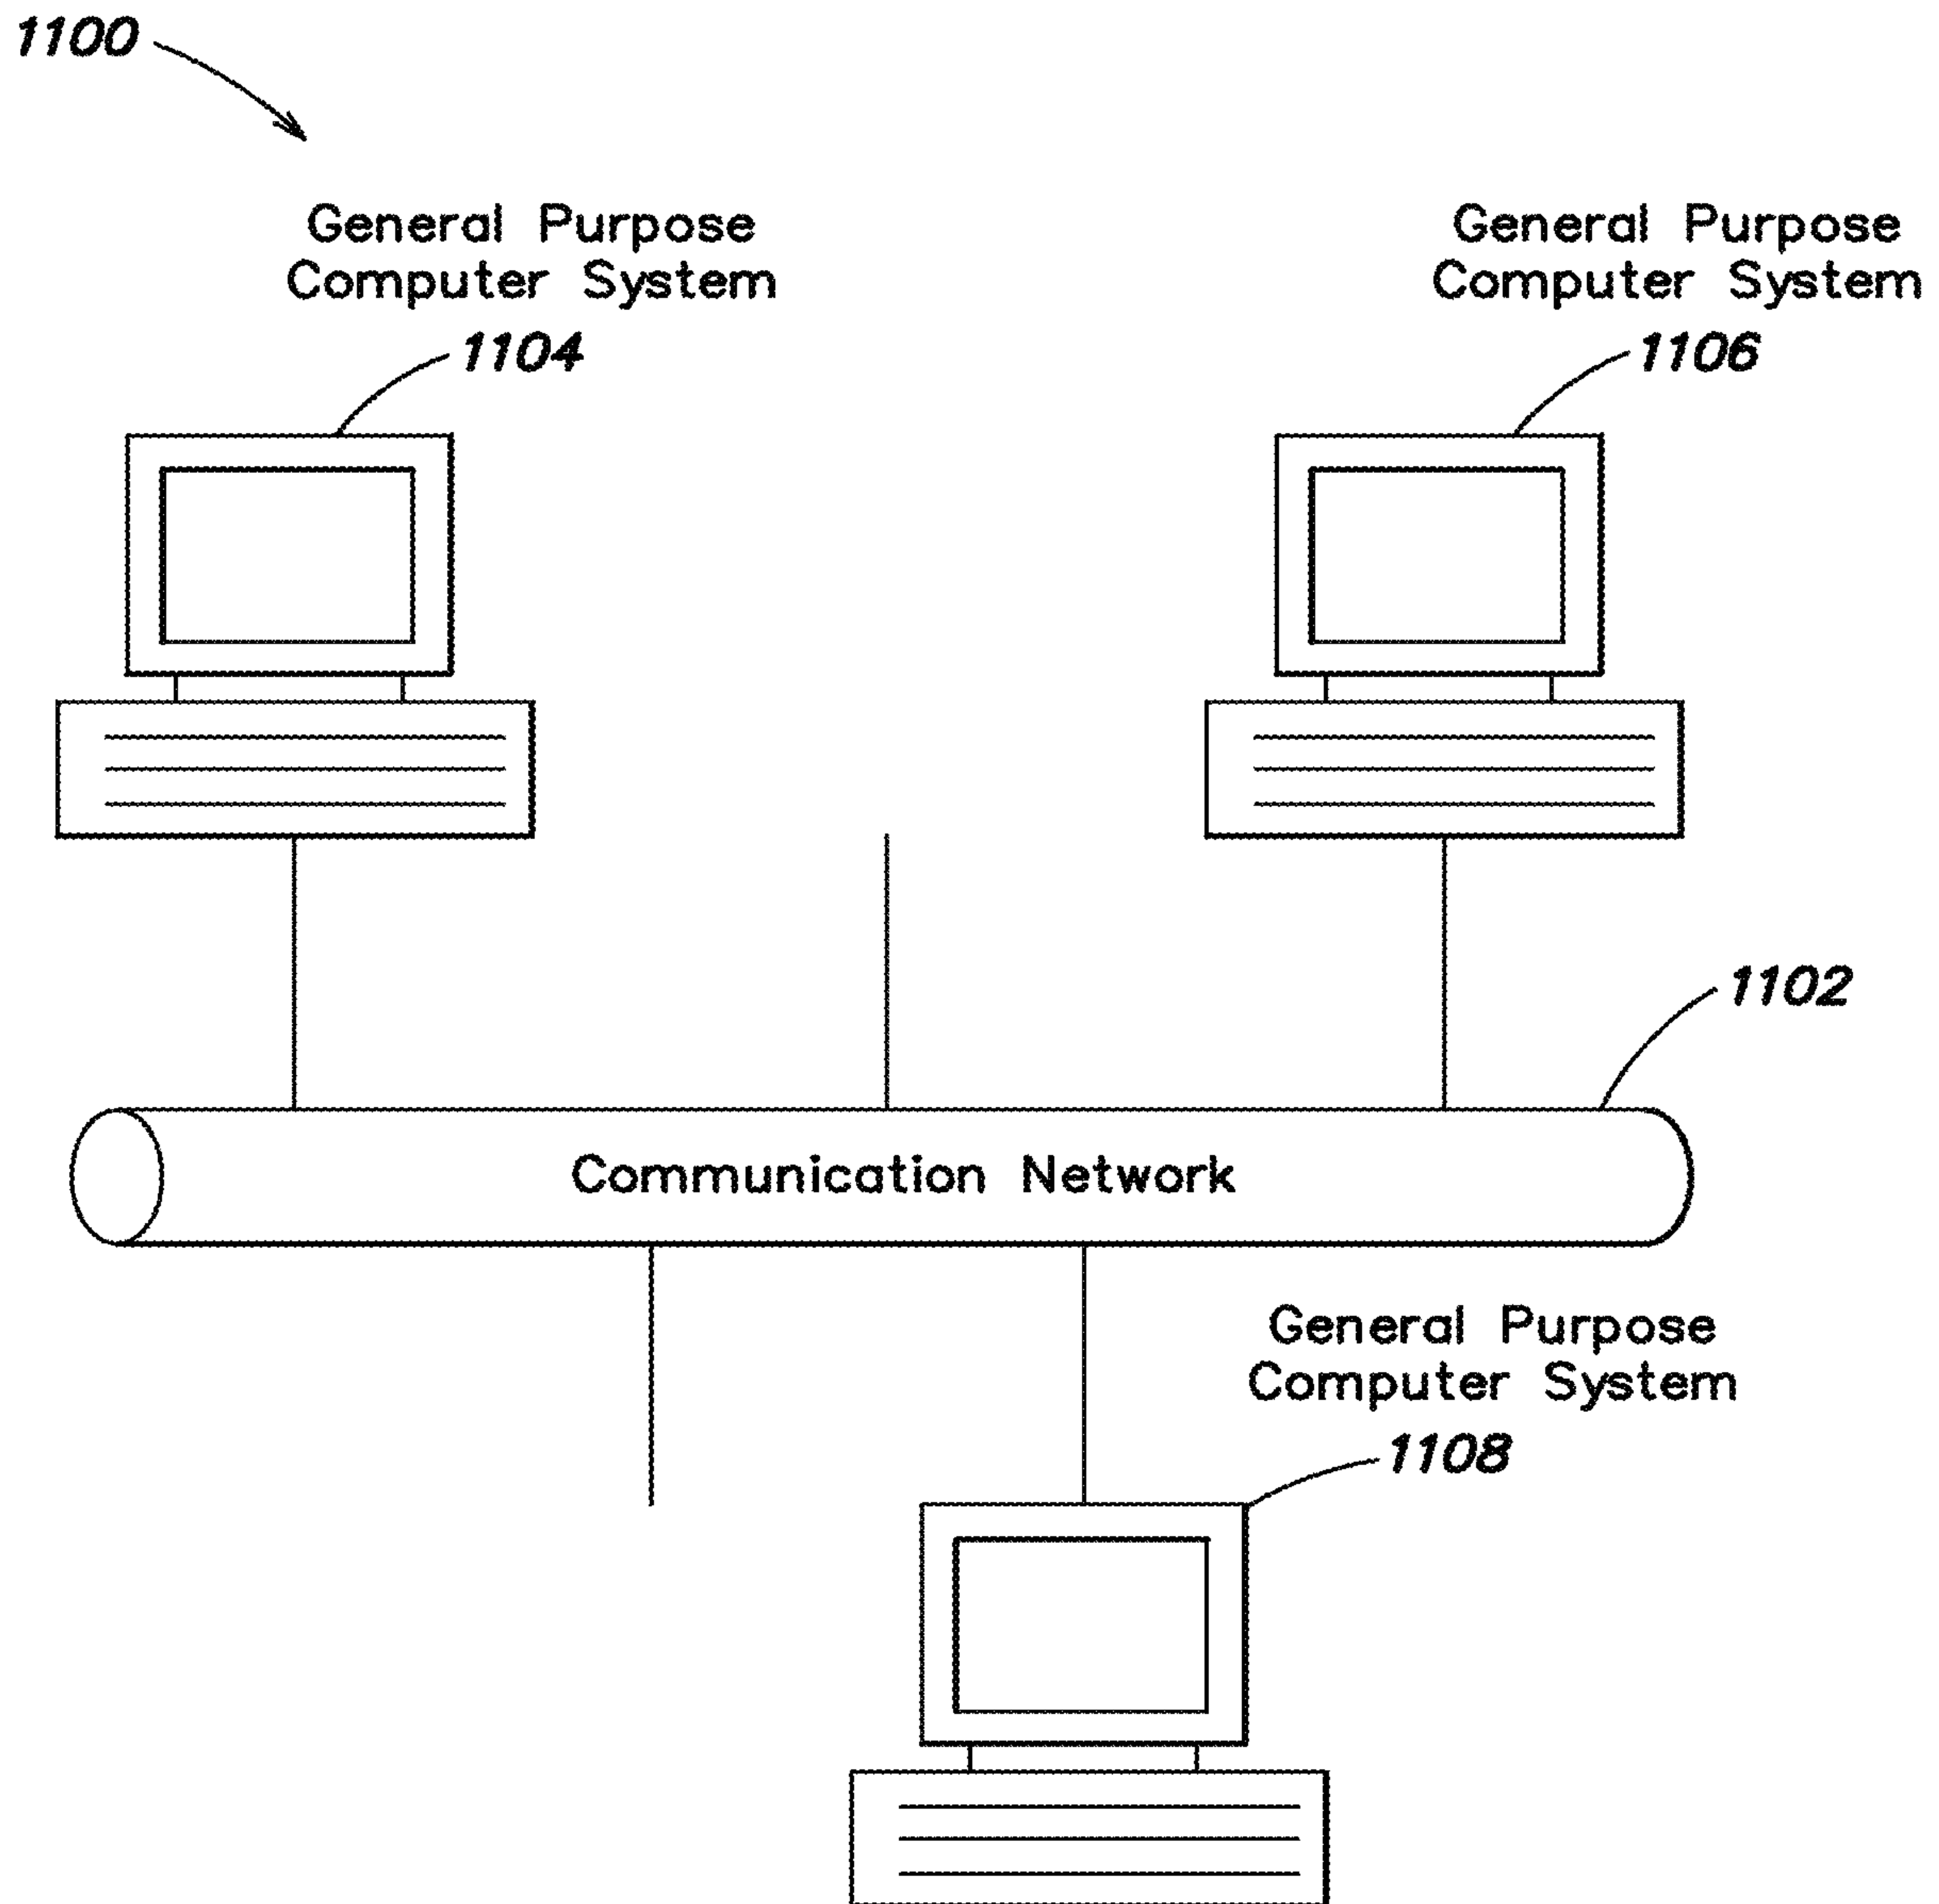 1100
General Purpose
Computer System
1104
General Purpose
Computer System
1106
1102
Communication Network
General Purpose
Computer System
1108